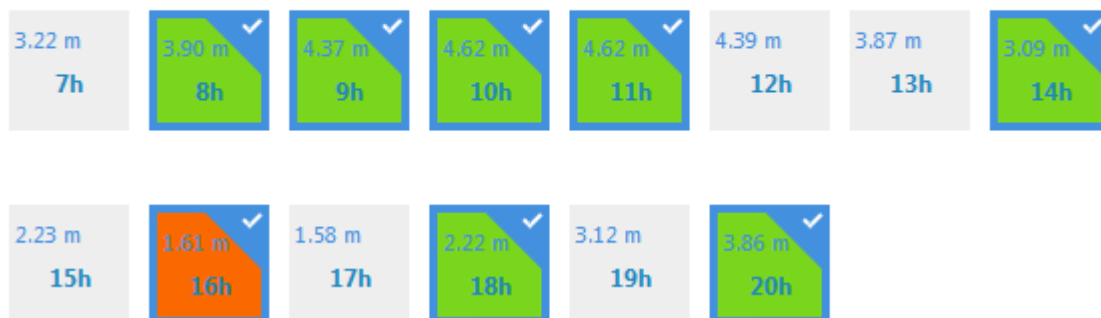 3.22 m 3.90 m 4.37 m 4.62 m 4.62 m 4.39 m 3.87 m 3.09 m
7h 8h 9h 10h 11h 12h 13h 14h
2.23 m 1.61 m 1.58 m 2.22 m 3.12 m 3.86 m
15h 16h 17h 18h 19h 20h